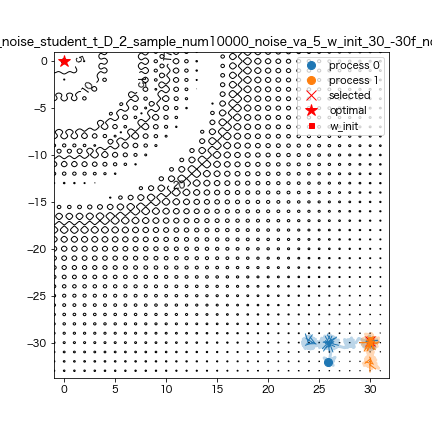 _noise_student_t_D_2_sample_num10000_noise_va_5_w_init_30_-30f_no
process 0
process 1
selected
optimal
w_init
0
−5
−10
−15
−20
−25
−30
0 5 10 15 20 25 30